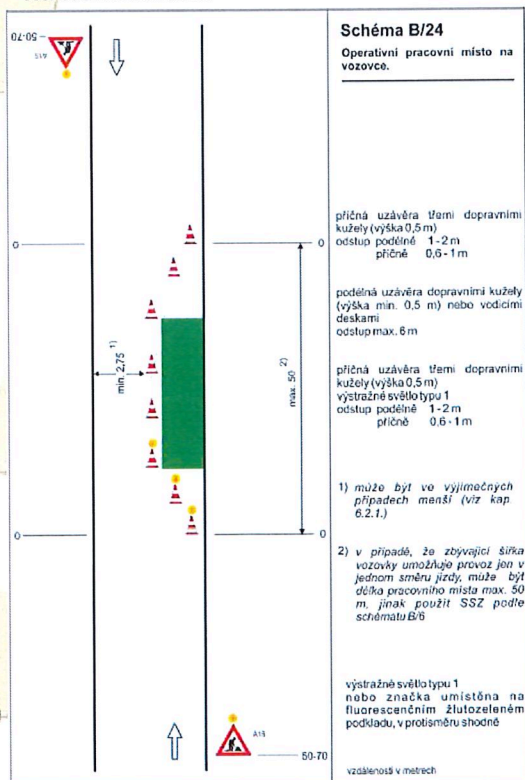 Schéma B/24
Operativní pracovní místo na
vozovce.
50-70
0
0
příčná uzávěra třemi dopravními
kužely (výška 0,5 m)
odstup podélně 1-2 m
příčně 0,6-1 m
podélná uzávěra dopravními kužely
(výška min. 0,5 m) nebo vodicími
deskami
odstup max. 6 m
min. 2,75 1)
max. 50 2)
příčná uzávěra třemi dopravními
kužely (výška 0,5 m)
výstražné světlo typu 1
odstup podélně 1-2 m
příčně 0,6-1 m
1) může být ve výjimečných
případech menší (viz kap.
6.2.1.)
0
0
2) v případě, že zbývající šířka
vozovky umožňuje provoz jen v
jednom směru jízdy, může být
délka pracovního místa max. 50
m, jinak použít SSZ podle
schématu B/6
výstražné světlo typu 1
nebo značka umístěna na
fluorescenčním žlutozeleném
podkladu, v protisměru shodně
A15
50-70
vzdálenosti v metrech